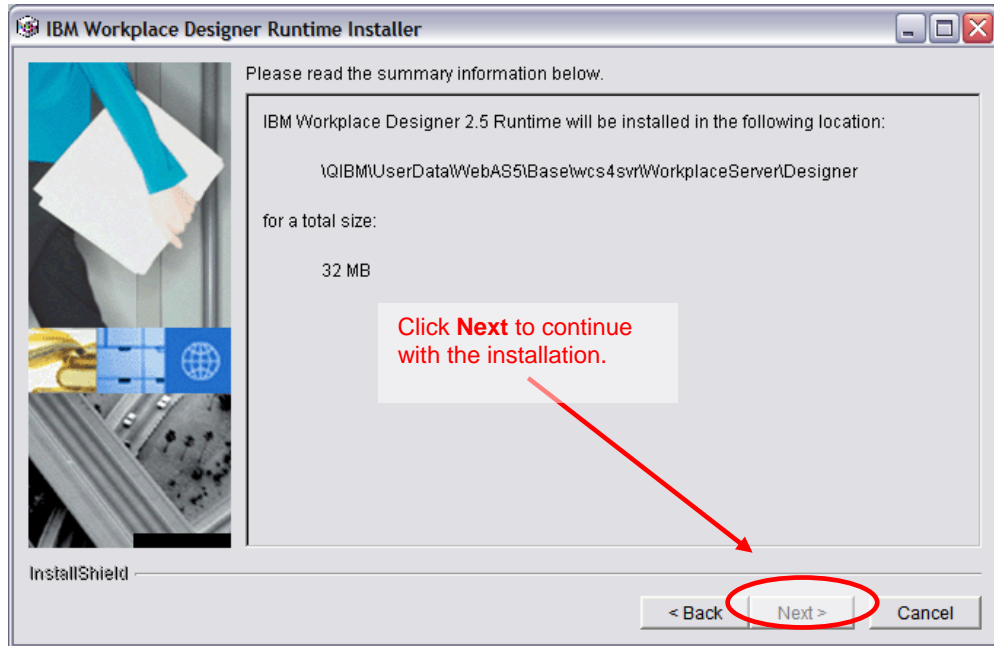 IBM Workplace Designer Runtime Installer
Please read the summary information below.
IBM Workplace Designer 2.5 Runtime will be installed in the following location:
\QIBM\UserData\WebAS5\Base\wcs4svr\WorkplaceServer\Designer
for a total size:
32 MB
Click Next to continue
with the installation.
InstallShield
< Back
Next >
Cancel